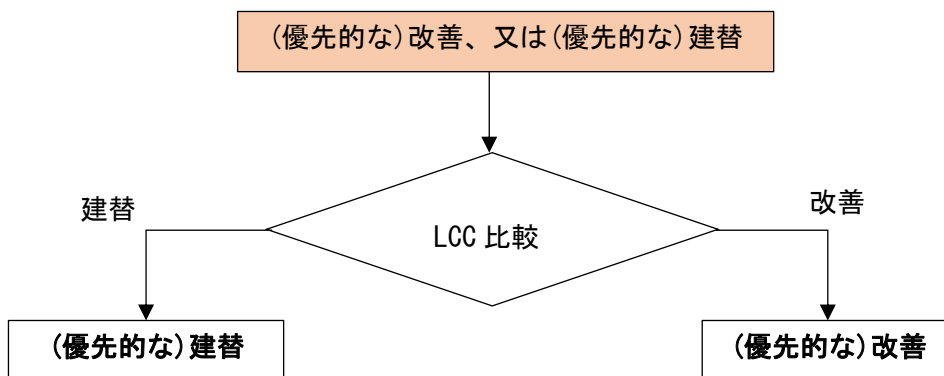 (優先的な)改善、又は(優先的な)建替
建替
改善
LCC 比較
(優先的な)建替
(優先的な)改善